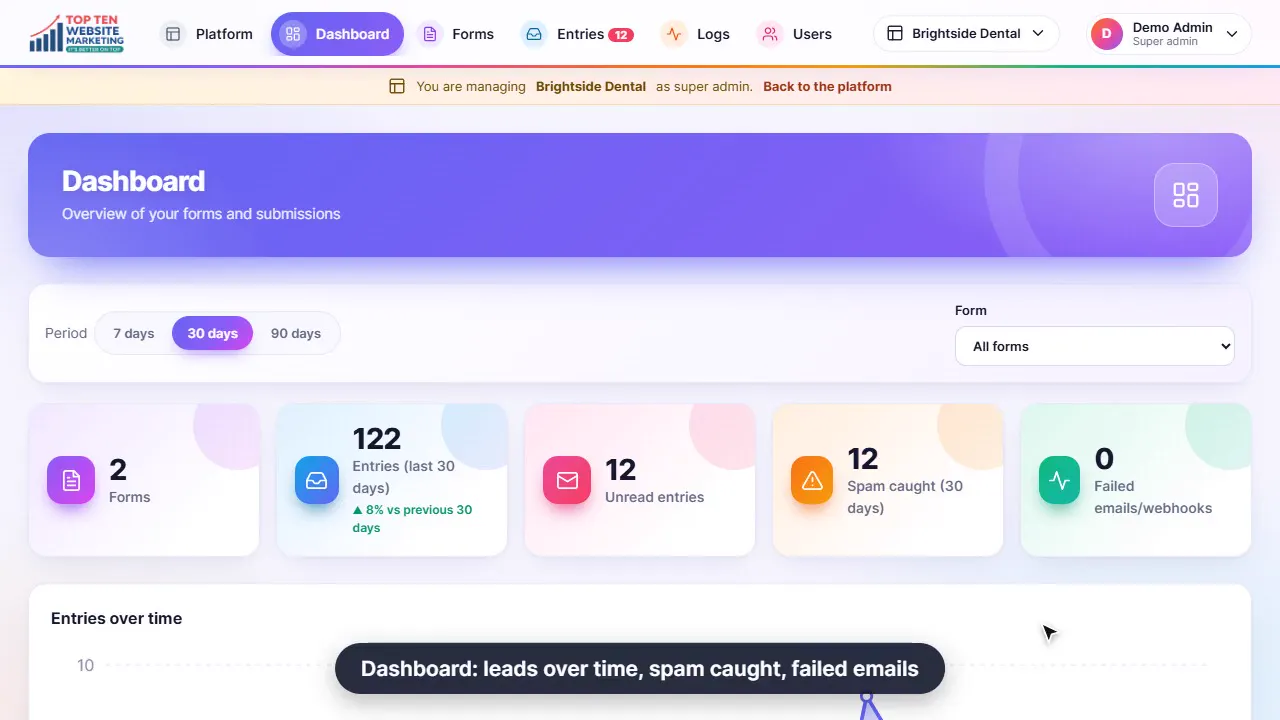 TOP TEN
WEBSITE
MARKETING
IT'S BETTER ON TOP
Platform
Dashboard
Forms
Entries 12
Logs
Users
Brightside Dental
D
Demo Admin
Super admin
You are managing Brightside Dental as super admin. Back to the platform
Dashboard
Overview of your forms and submissions
Period
7 days
30 days
90 days
Form
All forms
2
Forms
122
Entries (last 30
days)
▲ 8% vs previous 30
days
12
Unread entries
12
Spam caught (30
days)
0
Failed
emails/webhooks
Entries over time
10
Dashboard: leads over time, spam caught, failed emails